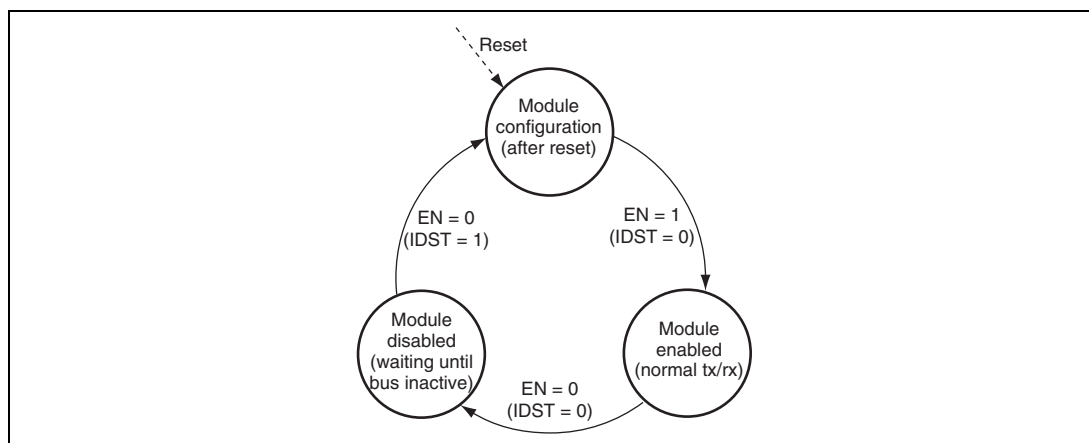 Reset
Module
configuration
(after reset)
EN = 0
(IDST = 1)
EN = 1
(IDST = 0)
Module
disabled
(waiting until
bus inactive)
Module
enabled
(normal tx/rx)
EN = 0
(IDST = 0)